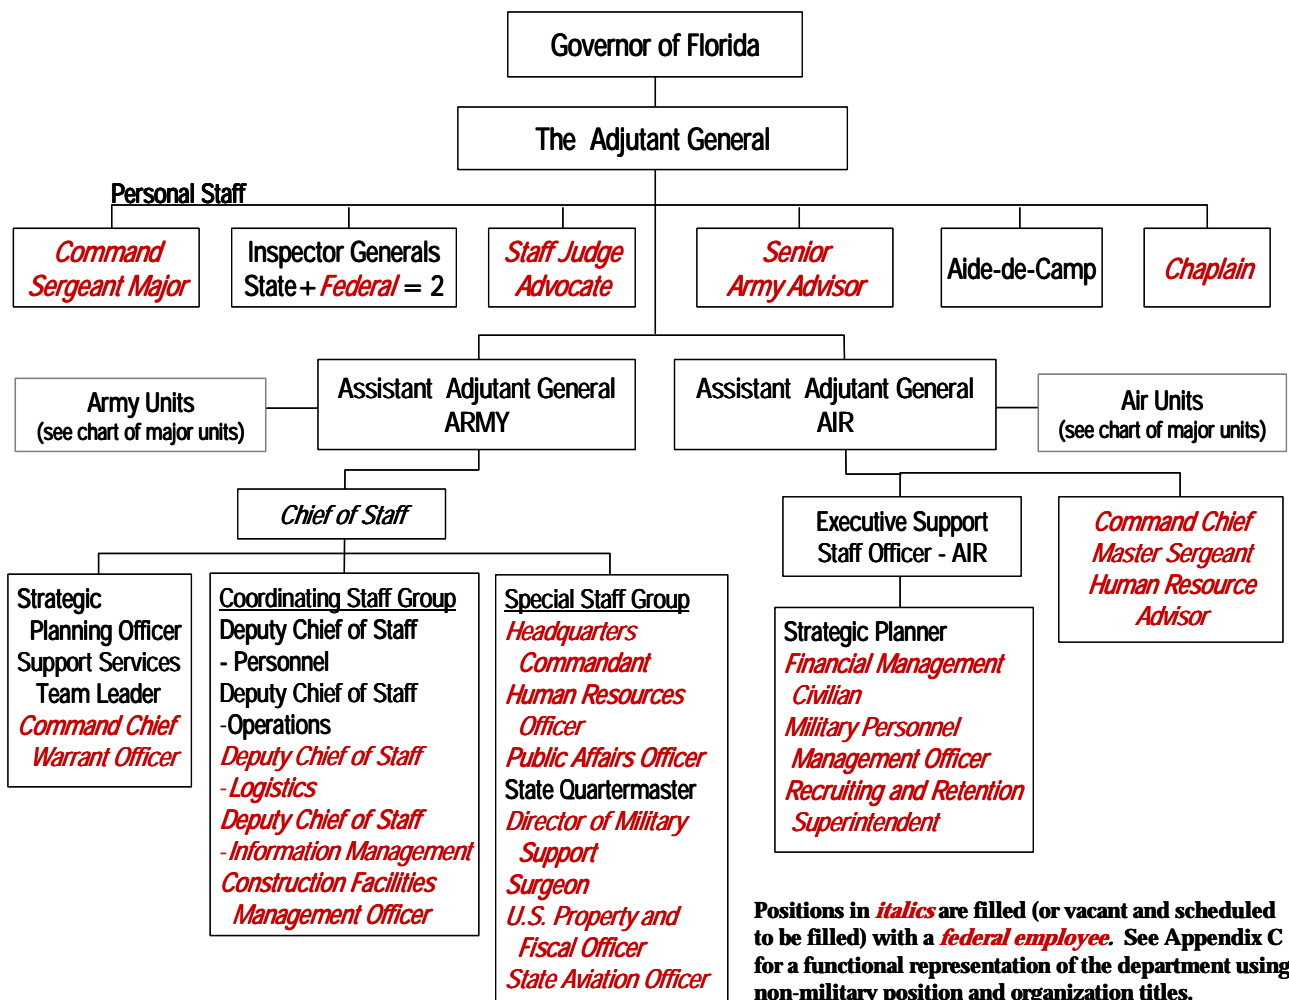 Governor of Florida
The Adjutant General
Personal Staff
Command
Sergeant Major
Inspector Generals
State + Federal = 2
Staff Judge
Advocate
Senior
Army Advisor
Aide-de-Camp
Chaplain
Army Units
(see chart of major units)
Assistant Adjutant General
ARMY
Assistant Adjutant General
AIR
Air Units
(see chart of major units)
Chief of Staff
Executive Support
Staff Officer - AIR
Command Chief
Master Sergeant
Human Resource
Advisor
Strategic
Planning Officer
Support Services
Team Leader
Command Chief
Warrant Officer
Coordinating Staff Group
Deputy Chief of Staff
- Personnel
Deputy Chief of Staff
-Operations
Deputy Chief of Staff
-Logistics
Deputy Chief of Staff
-Information Management
Construction Facilities
Management Officer
Special Staff Group
Headquarters
Commandant
Human Resources
Officer
Public Affairs Officer
State Quartermaster
Director of Military
Support
Surgeon
U.S. Property and
Fiscal Officer
State Aviation Officer
Strategic Planner
Financial Management
Civilian
Military Personnel
Management Officer
Recruiting and Retention
Superintendent
Positions in italics are filled (or vacant and scheduled
to be filled) with a federal employee. See Appendix C
for a functional representation of the department using
non-military position and organization titles.